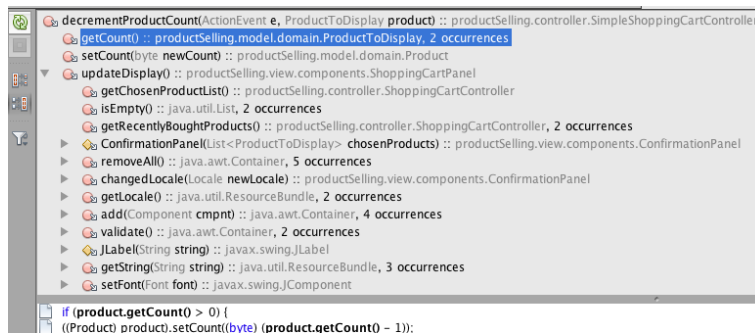 decrementProductCount(ActionEvent e, ProductToDisplay product) :: productSelling.controller.SimpleShoppingCartController
getCount() :: productSelling.model.domain.ProductToDisplay, 2 occurrences
setCount(byte newCount) :: productSelling.model.domain.Product
updateDisplay() :: productSelling.view.components.ShoppingCartPanel
getChosenProductList() :: productSelling.controller.ShoppingCartController
isEmpty() :: java.util.List, 2 occurrences
getRecentlyBoughtProducts() :: productSelling.controller.ShoppingCartController, 2 occurrences
ConfirmationPanel(List<ProductToDisplay> chosenProducts) :: productSelling.view.components.ConfirmationPanel
removeAll() :: java.awt.Container, 5 occurrences
changedLocale(Locale newLocale) :: productSelling.view.components.ConfirmationPanel
getLocale() :: java.util.ResourceBundle, 2 occurrences
add(Component cmpnt) :: java.awt.Container, 4 occurrences
validate() :: java.awt.Container, 2 occurrences
JLabel(String string) :: javax.swing.JLabel
getString(String string) :: java.util.ResourceBundle, 3 occurrences
setFont(Font font) :: javax.swing.JComponent
if (product.getCount() > 0) {
((Product) product).setCount((byte) (product.getCount() - 1));